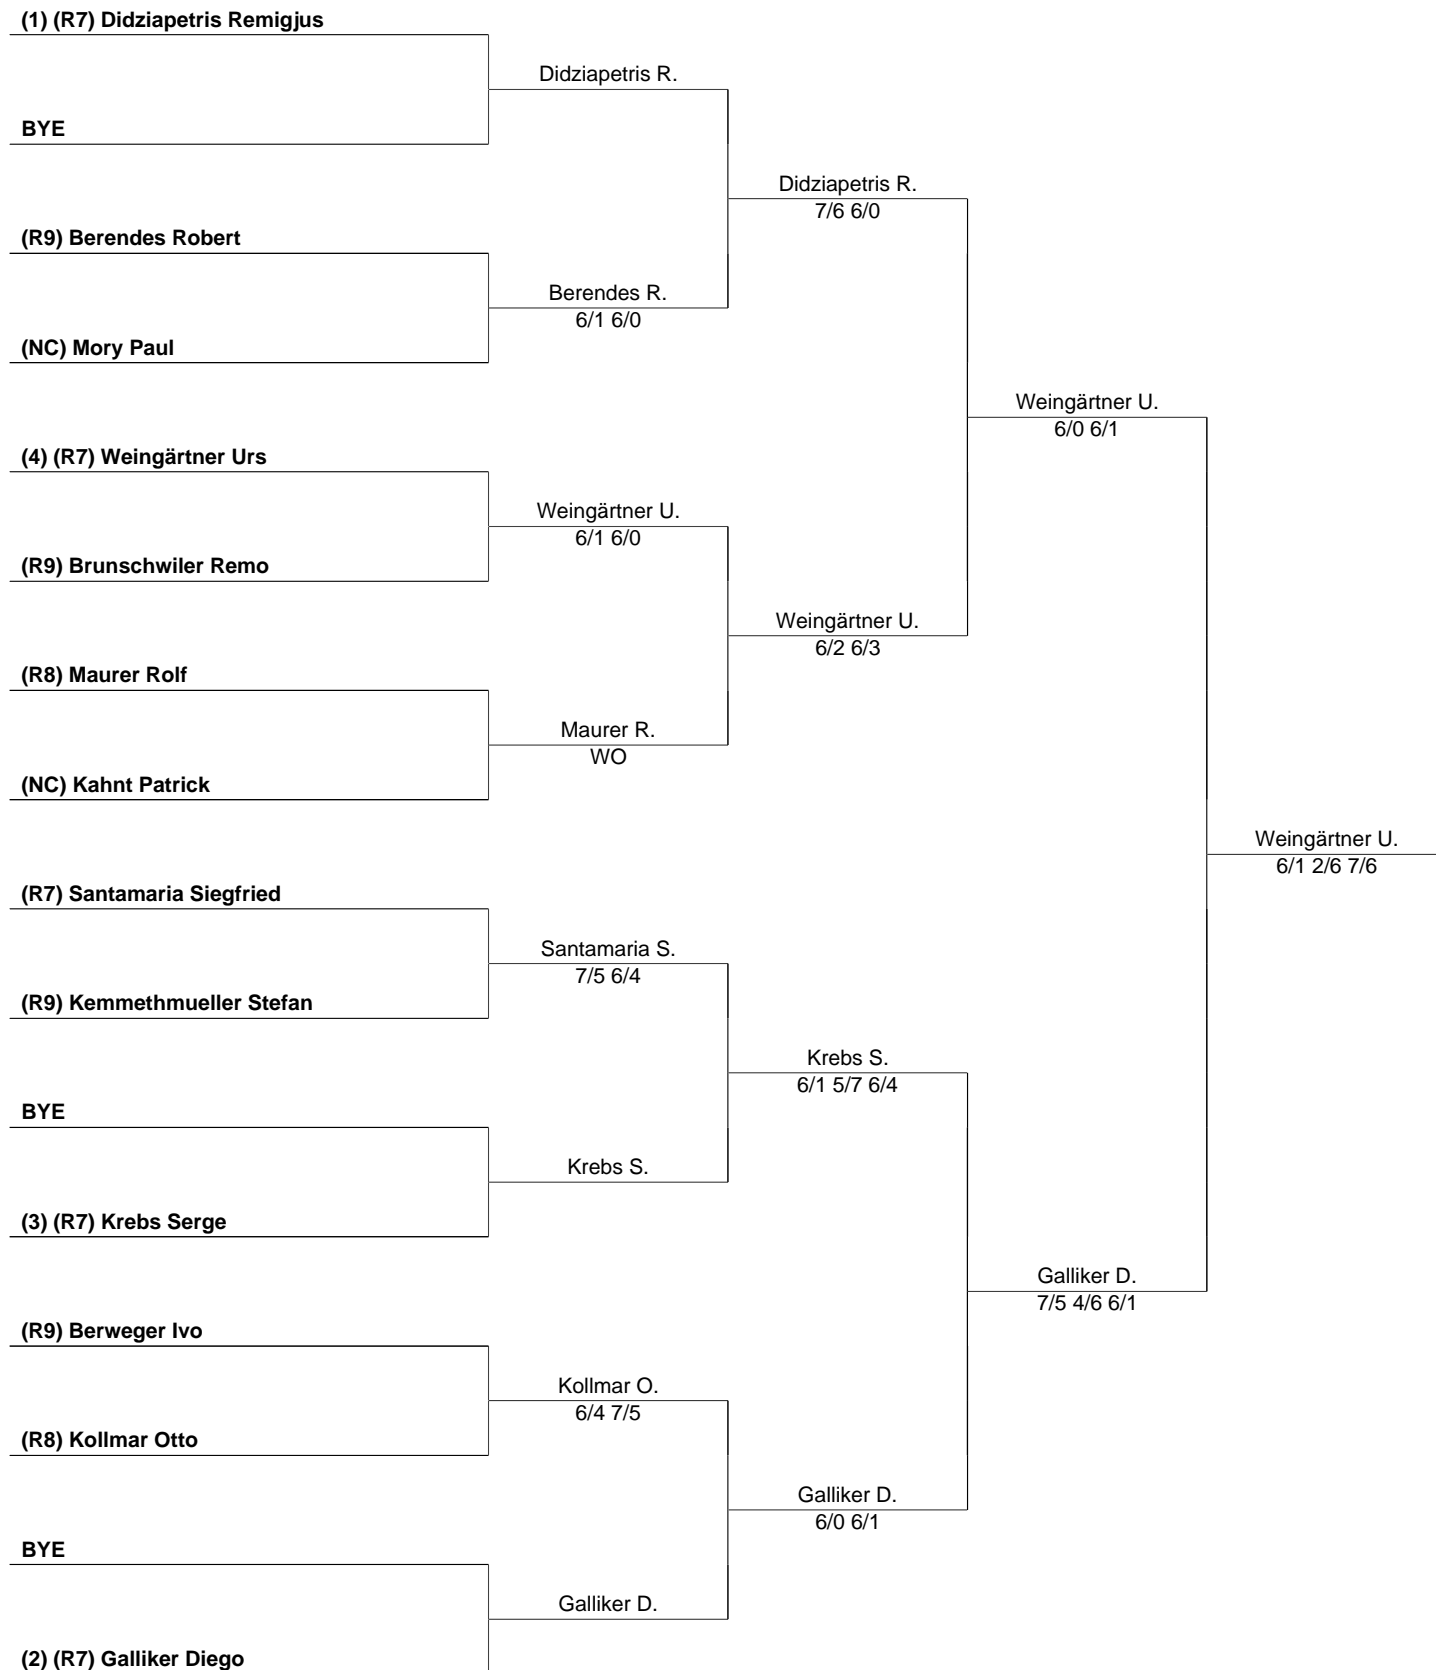 (1) (R7) Didziapetris Remigjus
Didziapetris R.
BYE
Didziapetris R.
7/6 6/0
(R9) Berendes Robert
Berendes R.
6/1 6/0
(NC) Mory Paul
Weingärtner U.
6/0 6/1
(4) (R7) Weingärtner Urs
Weingärtner U.
6/1 6/0
(R9) Brunschwiler Remo
Weingärtner U.
6/2 6/3
(R8) Maurer Rolf
Maurer R.
WO
(NC) Kahnt Patrick
Weingärtner U.
6/1 2/6 7/6
(R7) Santamaria Siegfried
Santamaria S.
7/5 6/4
(R9) Kemmethmueller Stefan
Krebs S.
6/1 5/7 6/4
BYE
Krebs S.
(3) (R7) Krebs Serge
Galliker D.
7/5 4/6 6/1
(R9) Berweger Ivo
Kollmar O.
6/4 7/5
(R8) Kollmar Otto
Galliker D.
6/0 6/1
BYE
Galliker D.
(2) (R7) Galliker Diego